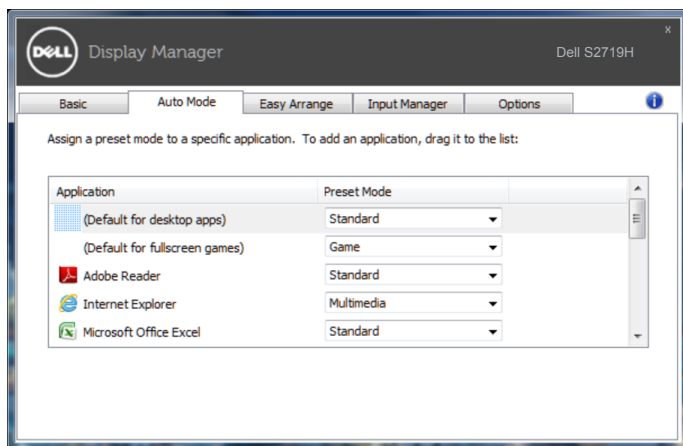 x
DELL Display Manager Dell S2719H
Basic Auto Mode Easy Arrange Input Manager Options i
Assign a preset mode to a specific application. To add an application, drag it to the list:
Application Preset Mode
(Default for desktop apps) Standard
(Default for fullscreen games) Game
Adobe Reader Standard
Internet Explorer Multimedia
Microsoft Office Excel Standard